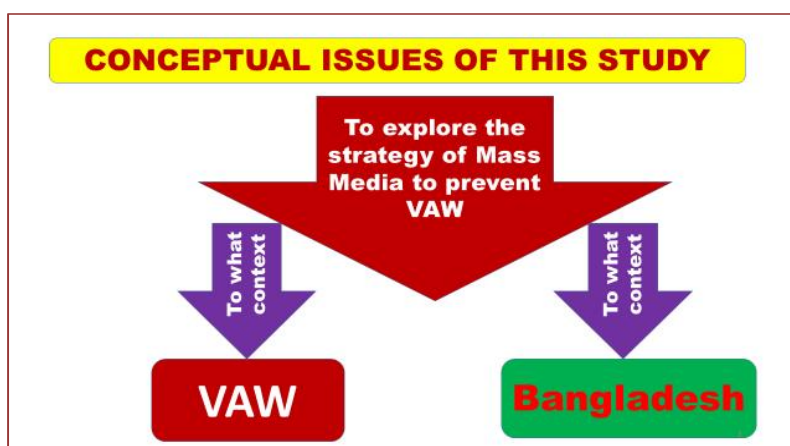 CONCEPTUAL ISSUES OF THIS STUDY
To explore the
strategy of Mass
Media to prevent
VAW
To what
context
To what
context
VAW
Bangladesh